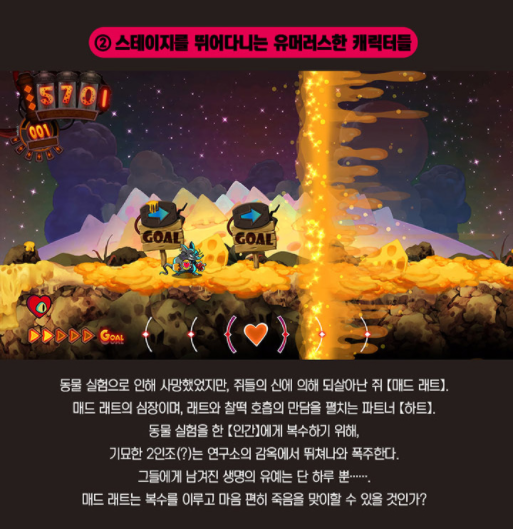 ② 스테이지를 뛰어다니는 유머러스한 캐릭터들
5701
001
GOAL
GOAL
GOAL
동물 실험으로 인해 사망했었지만, 쥐들의 신에 의해 되살아난 쥐 【매드 래트】.
매드 래트의 심장이며, 래트와 찰떡 호흡의 만담을 펼치는 파트너 【하트】.
동물 실험을 한 【인간】에게 복수하기 위해,
기묘한 2인조(?)는 연구소의 감옥에서 뛰쳐나와 폭주한다.
그들에게 남겨진 생명의 유예는 단 하루 뿐…….
매드 래트는 복수를 이루고 마음 편히 죽음을 맞이할 수 있을 것인가?